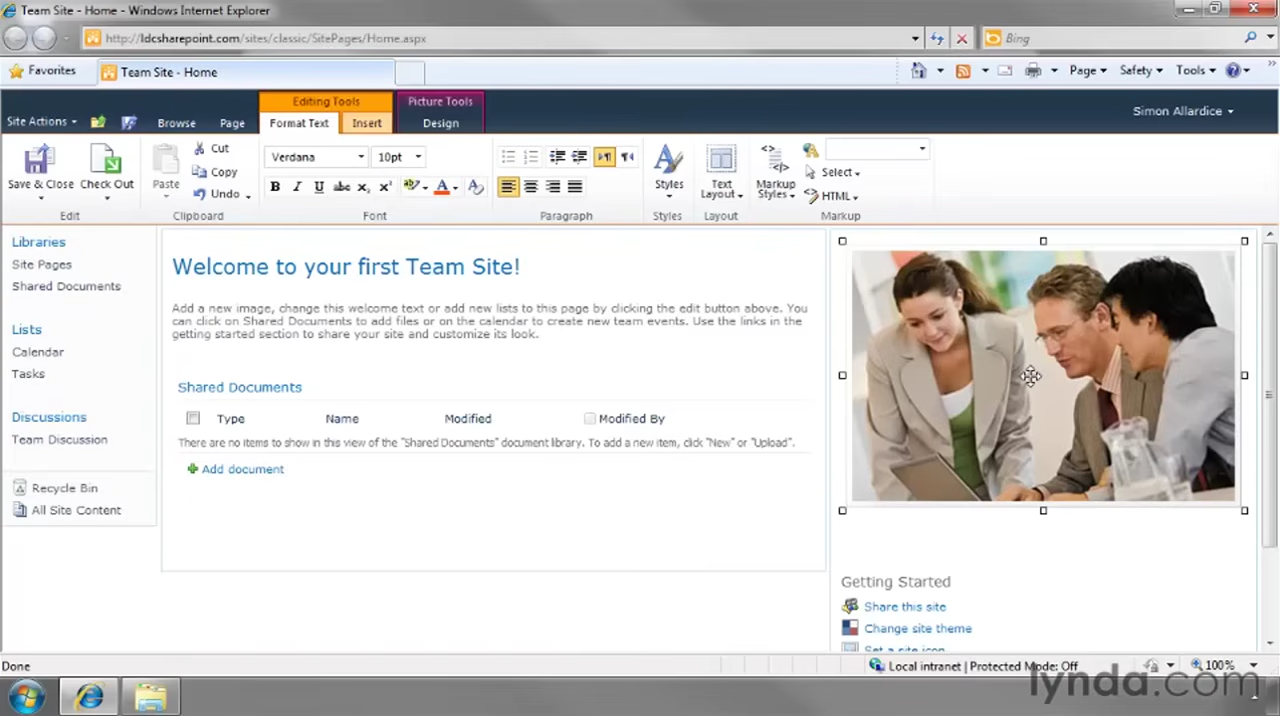 Team Site - Home - Windows Internet Explorer
http://ldcsharepoint.com/sites/classic/SitePages/Home.aspx
Bing
Favorites
Team Site - Home
Page
Safety
Tools
Editing Tools
Picture Tools
Site Actions
Browse
Page
Format Text
Insert
Design
Simon Allardice
Save & Close
Check Out
Paste
Cut
Copy
Undo
Verdana
10pt
B I U abc x₂ x²
A
Styles
Text Layout
Markup Styles
Select
HTML
Edit
Clipboard
Font
Paragraph
Styles
Layout
Markup
Libraries
Site Pages
Shared Documents
Lists
Calendar
Tasks
Discussions
Team Discussion
Recycle Bin
All Site Content
Welcome to your first Team Site!
Add a new image, change this welcome text or add new lists to this page by clicking the edit button above. You
can click on Shared Documents to add files or on the calendar to create new team events. Use the links in the
getting started section to share your site and customize its look.
Shared Documents
Type Name Modified Modified By
There are no items to show in this view of the "Shared Documents" document library. To add a new item, click "New" or "Upload".
Add document
Getting Started
Share this site
Change site theme
Set a site icon
Done
Local intranet | Protected Mode: Off
100%
lynda.com